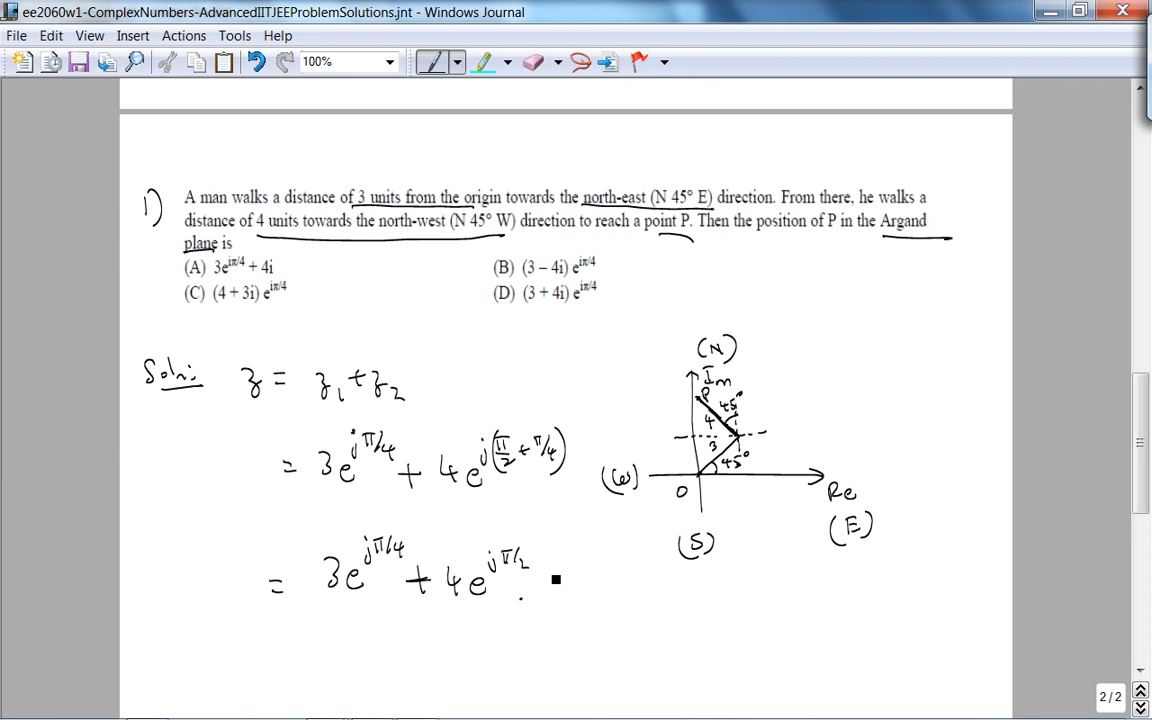 ee2060w1-ComplexNumbers-AdvancedIITJEEProblemSolutions.jnt - Windows Journal
File Edit View Insert Actions Tools Help
100%
1) A man walks a distance of 3 units from the origin towards the north-east (N 45° E) direction. From there, he walks a
distance of 4 units towards the north-west (N 45° W) direction to reach a point P. Then the position of P in the Argand
plane is
(A) 3e^{iπ/4} + 4i (B) (3 – 4i) e^{iπ/4}
(C) (4 + 3i) e^{iπ/4} (D) (3 + 4i) e^{iπ/4}
Soln: z = z₁ + z₂
= 3e^{jπ/4} + 4e^{j(π/2 + π/4)}
= 3e^{jπ/4} + 4e^{jπ/2} .
(N)
Im
P 45°
4
3
45°
(W)
O
Re
(E)
(S)
2 / 2